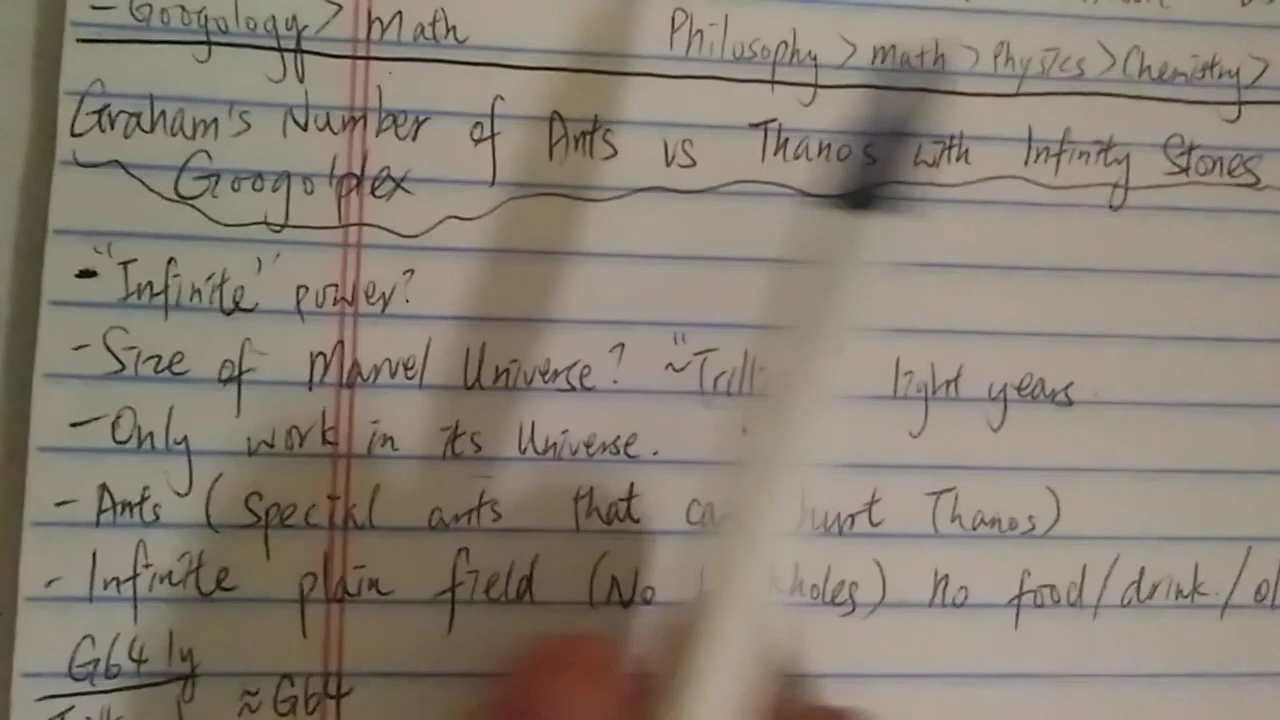 - Googology > Math
Philosophy > math > Physics > Chemistry >
Graham's Number of Ants vs Thanos with Infinity Stones
Googolplex
- "Infinite" power?
- Size of Marvel Universe? ~ light years
- Only work in its Universe.
- Ants (Special ants that hurt Thanos)
- Infinite plain field (No holes) no food/drink/
G64 ly
≈ G64